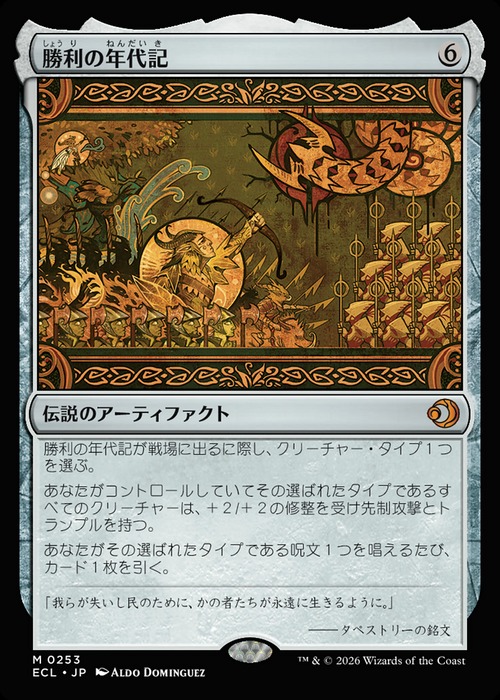 しょうり ねんだいき
勝利の年代記 6
伝説のアーティファクト
勝利の年代記が戦場に出るに際し、クリーチャー・タイプ1つ
を選ぶ。
あなたがコントロールしていてその選ばれたタイプであるす
べてのクリーチャーは、+2/+2の修整を受け先制攻撃とト
ランプルを持つ。
あなたがその選ばれたタイプである呪文1つを唱えるたび、
カード1枚を引く。
「我らが失いし民のために、かの者たちが永遠に生きるように。」
――タペストリーの銘文
M 0253
ECL • JP Aldo Dominguez
™ & © 2026 Wizards of the Coast